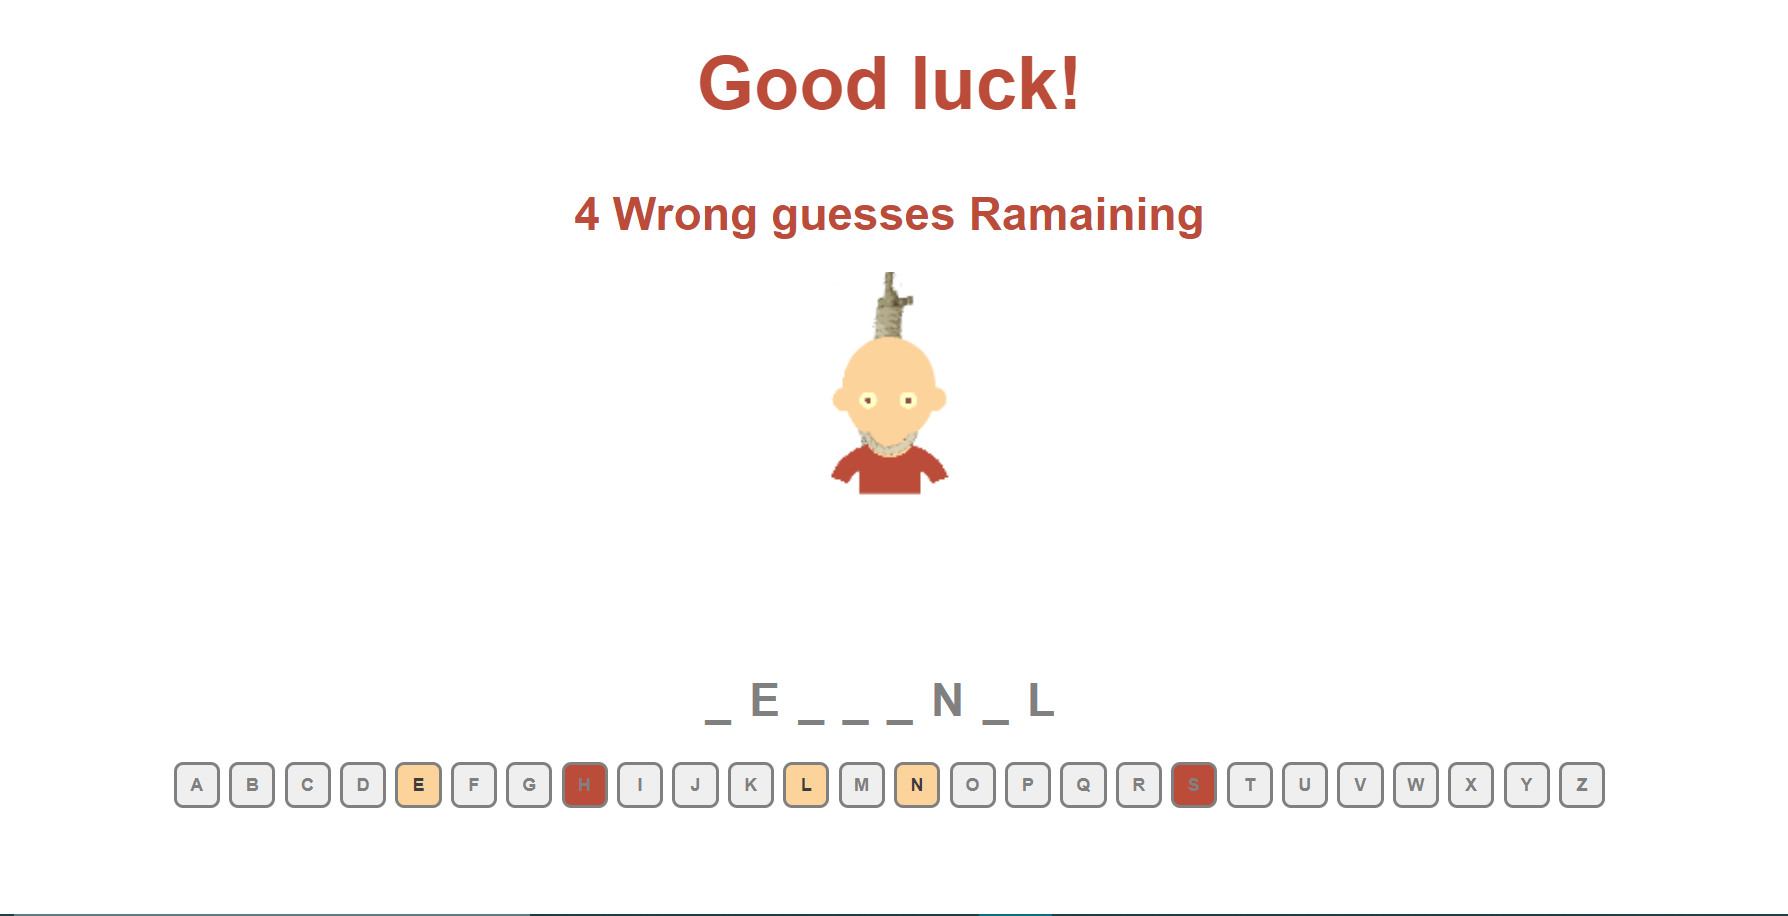 Good luck!
4 Wrong guesses Ramaining
_ E _ _ _ N _ L
A B C D E F G H I J K L M N O P Q R S T U V W X Y Z